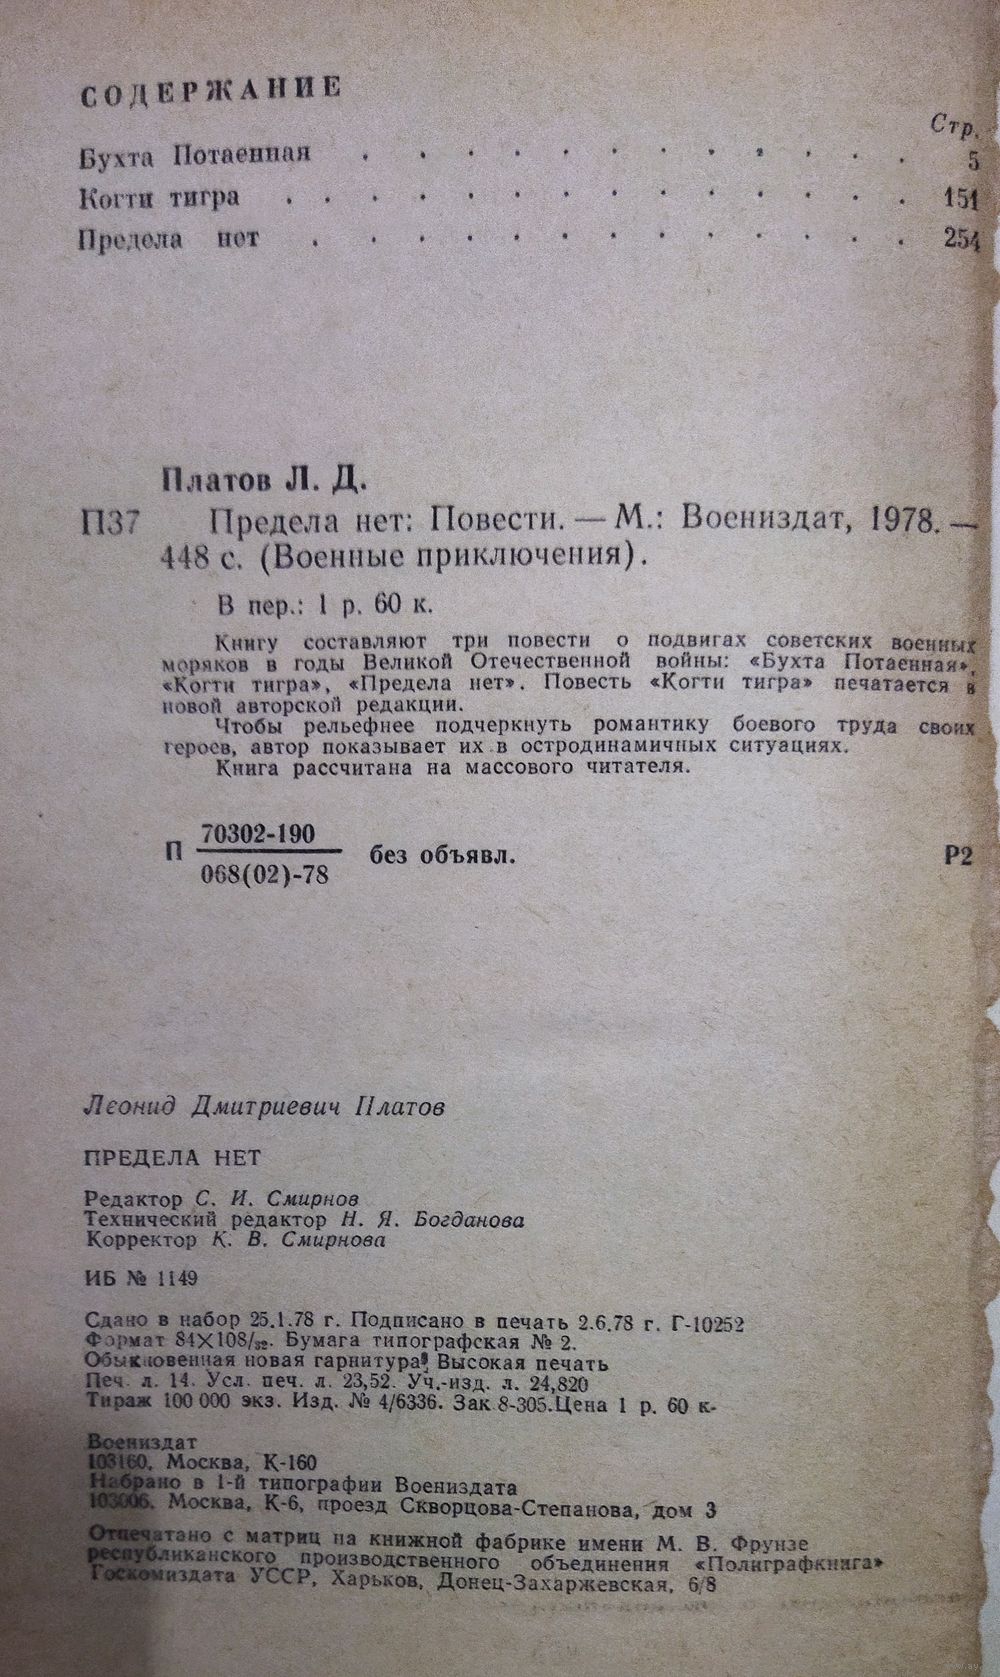 СОДЕРЖАНИЕ
Стр.
Бухта Потаенная . . . . . . . . . . . . 5
Когти тигра . . . . . . . . . . . . . . 151
Предела нет . . . . . . . . . . . . . 254
Платов Л. Д.
П37 Предела нет: Повести. — М.: Воениздат, 1978. —
448 с. (Военные приключения).
В пер.: 1 р. 60 к.
Книгу составляют три повести о подвигах советских военных
моряков в годы Великой Отечественной войны: «Бухта Потаенная»,
«Когти тигра», «Предела нет». Повесть «Когти тигра» печатается в
новой авторской редакции.
Чтобы рельефнее подчеркнуть романтику боевого труда своих
героев, автор показывает их в остродинамичных ситуациях.
Книга рассчитана на массового читателя.
70302-190
П без объявл. Р2
068(02)-78
Леонид Дмитриевич Платов
ПРЕДЕЛА НЕТ
Редактор С. И. Смирнов
Технический редактор Н. Я. Богданова
Корректор К. В. Смирнова
ИБ № 1149
Сдано в набор 25.1.78 г. Подписано в печать 2.6.78 г. Г-10252
Формат 84×108/32. Бумага типографская № 2.
Обыкновенная новая гарнитура. Высокая печать
Печ. л. 14. Усл. печ. л. 23,52. Уч.-изд. л. 24,820
Тираж 100 000 экз. Изд. № 4/6336. Зак 8-305. Цена 1 р. 60 к.
Воениздат
103160, Москва, К-160
Набрано в 1-й типографии Воениздата
103006, Москва, К-6, проезд Скворцова-Степанова, дом 3
Отпечатано с матриц на книжной фабрике имени М. В. Фрунзе
республиканского производственного объединения «Полиграфкнига»
Госкомиздата УССР, Харьков, Донец-Захаржевская, 6/8